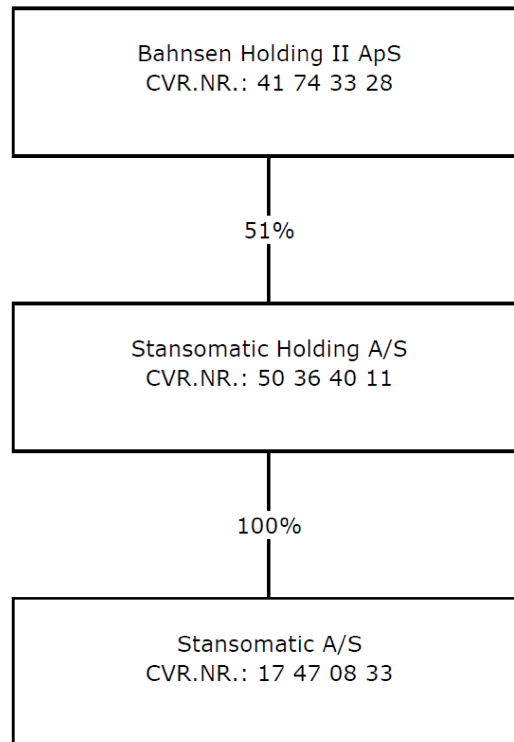 Bahnsen Holding II ApS
CVR.NR.: 41 74 33 28
51%
Stansomatic Holding A/S
CVR.NR.: 50 36 40 11
100%
Stansomatic A/S
CVR.NR.: 17 47 08 33